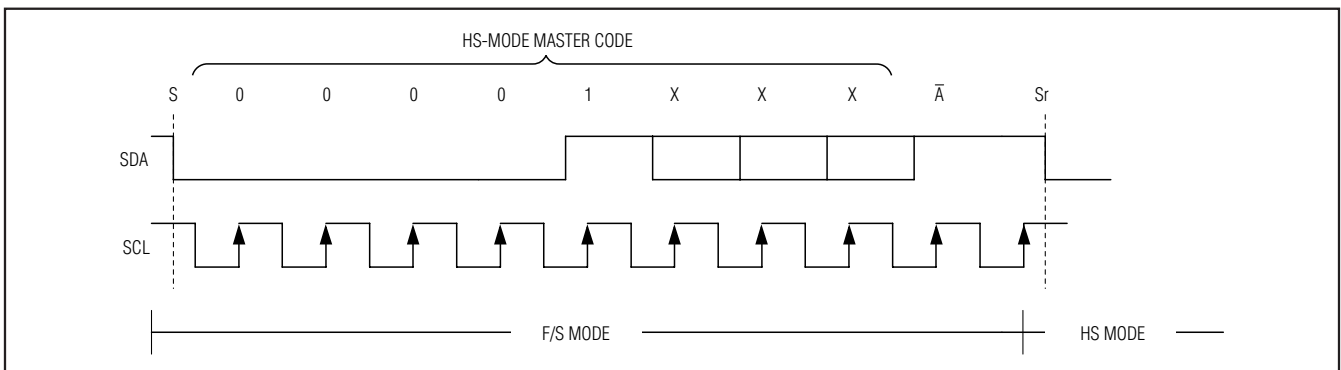 HS-MODE MASTER CODE
S 0 0 0 0 1 X X X A̅ Sr
SDA
SCL
F/S MODE HS MODE